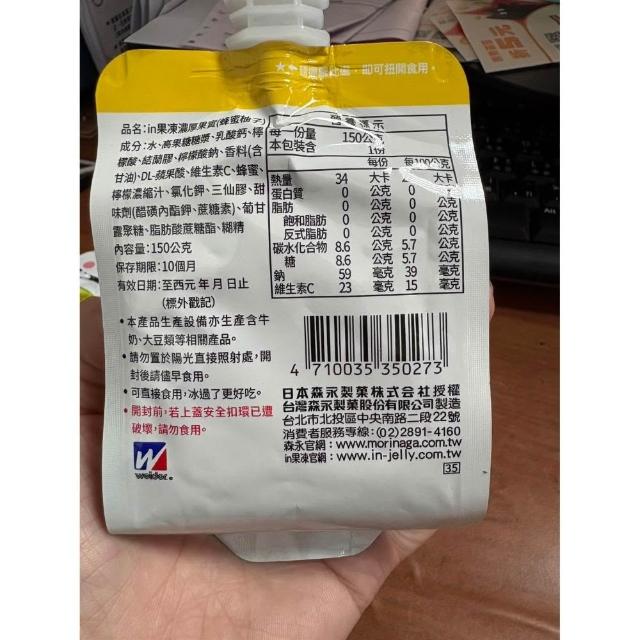 即可扭開食用。
品名:in果凍濃厚果實(蜂蜜柚子)
成分:水、高果糖糖漿、乳酸鈣、檸
檬酸、結蘭膠、檸檬酸鈉、香料(含
甘油)、DL-蘋果酸、維生素C、蜂蜜、
檸檬濃縮汁、氯化鉀、三仙膠、甜
味劑(醋磺內酯鉀、蔗糖素)、葡甘
露聚糖、脂肪酸蔗糖酯、糊精
內容量:150公克
保存期限:10個月
有效日期:至西元 年 月 日止
(標外戳記)
•本產品生產設備亦生產含牛
奶、大豆類等相關產品。
•請勿置於陽光直接照射處,開
封後請儘早食用。
•可直接食用,冰過了更好吃。
•開封前,若上蓋安全扣環已遭
破壞,請勿食用。
W
weider®
營養標示
每一份量 150公克
本包裝含 1份
每份 每100公克
熱量 34 大卡 大卡
蛋白質 0 公克 0 公克
脂肪 0 公克 0 公克
飽和脂肪 0 公克 0 公克
反式脂肪 0 公克 0 公克
碳水化合物 8.6 公克 5.7 公克
糖 8.6 公克 5.7 公克
鈉 59 毫克 39 毫克
維生素C 23 毫克 15 毫克
4 710035 350273
日本森永製菓株式会社授權
台灣森永製菓股份有限公司製造
台北市北投區中央南路二段22號
消費者服務專線:(02)2891-4160
森永官網:www.morinaga.com.tw
in果凍官網:www.in-jelly.com.tw
35